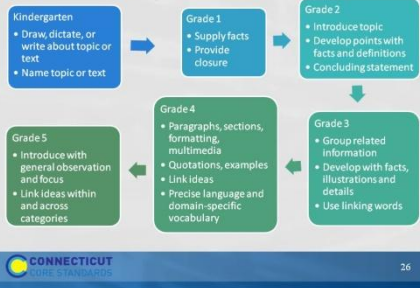 Kindergarten
• Draw, dictate, or
write about topic or
text
• Name topic or text
Grade 1
• Supply facts
• Provide
closure
Grade 2
• Introduce topic
• Develop points with
facts and definitions
• Concluding statement
Grade 3
• Group related
information
• Develop with facts,
illustrations and
details
• Use linking words
Grade 4
• Paragraphs, sections,
formatting,
multimedia
• Quotations, examples
• Link ideas
• Precise language and
domain-specific
vocabulary
Grade 5
• Introduce with
general observation
and focus
• Link ideas within
and across
categories
CONNECTICUT
CORE STANDARDS
26